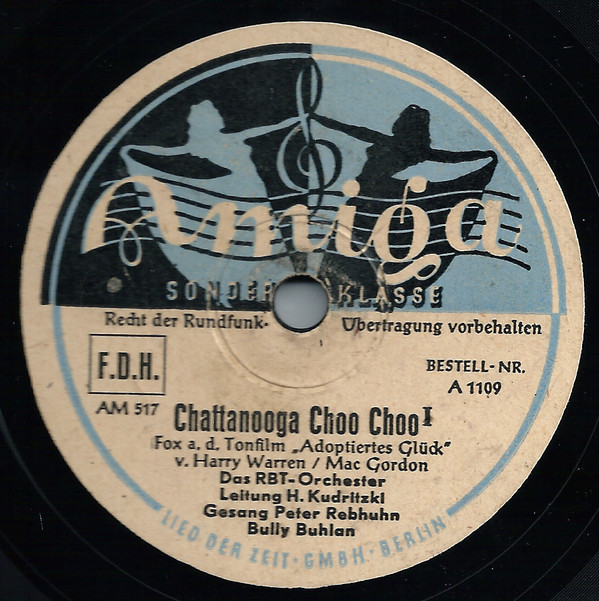 Amiga
SONDER KLASSE
Recht der Rundfunk- Übertragung vorbehalten
F.D.H.
BESTELL-NR.
A 1109
AM 517
Chattanooga Choo Choo I
Fox a. d. Tonfilm „Adoptiertes Glück"
v. Harry Warren / Mac Gordon
Das RBT-Orchester
Leitung H. Kudritzki
Gesang Peter Rebhuhn
Bully Buhlan
LIED DER ZEIT · GMBH · BERLIN